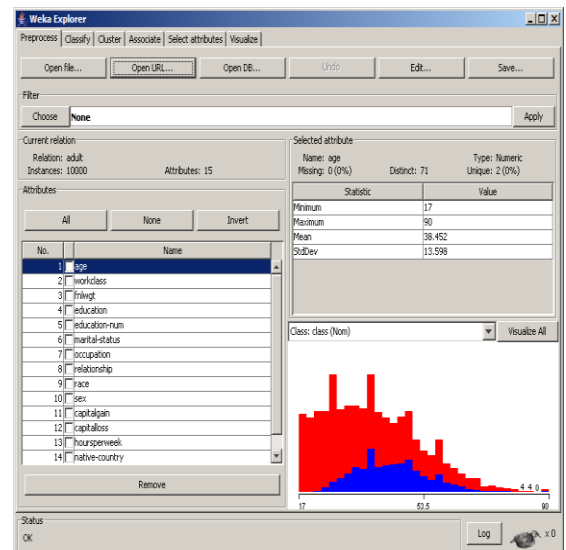 Weka Explorer
Preprocess Classify Cluster Associate Select attributes Visualize
Open file... Open URL... Open DB... Undo Edit... Save...
Filter
Choose None Apply
Current relation
Relation: adult
Instances: 10000 Attributes: 15
Attributes
All None Invert
No. Name
1 age
2 workclass
3 fnlwgt
4 education
5 education-num
6 marital-status
7 occupation
8 relationship
9 race
10 sex
11 capitalgain
12 capitalloss
13 hoursperweek
14 native-country
Remove
Selected attribute
Name: age Type: Numeric
Missing: 0 (0%) Distinct: 71 Unique: 2 (0%)
Statistic Value
Minimum 17
Maximum 90
Mean 38.452
StdDev 13.598
Class: class (Nom) Visualize All
4 4 0
17 53.5 90
Status
OK
Log x 0